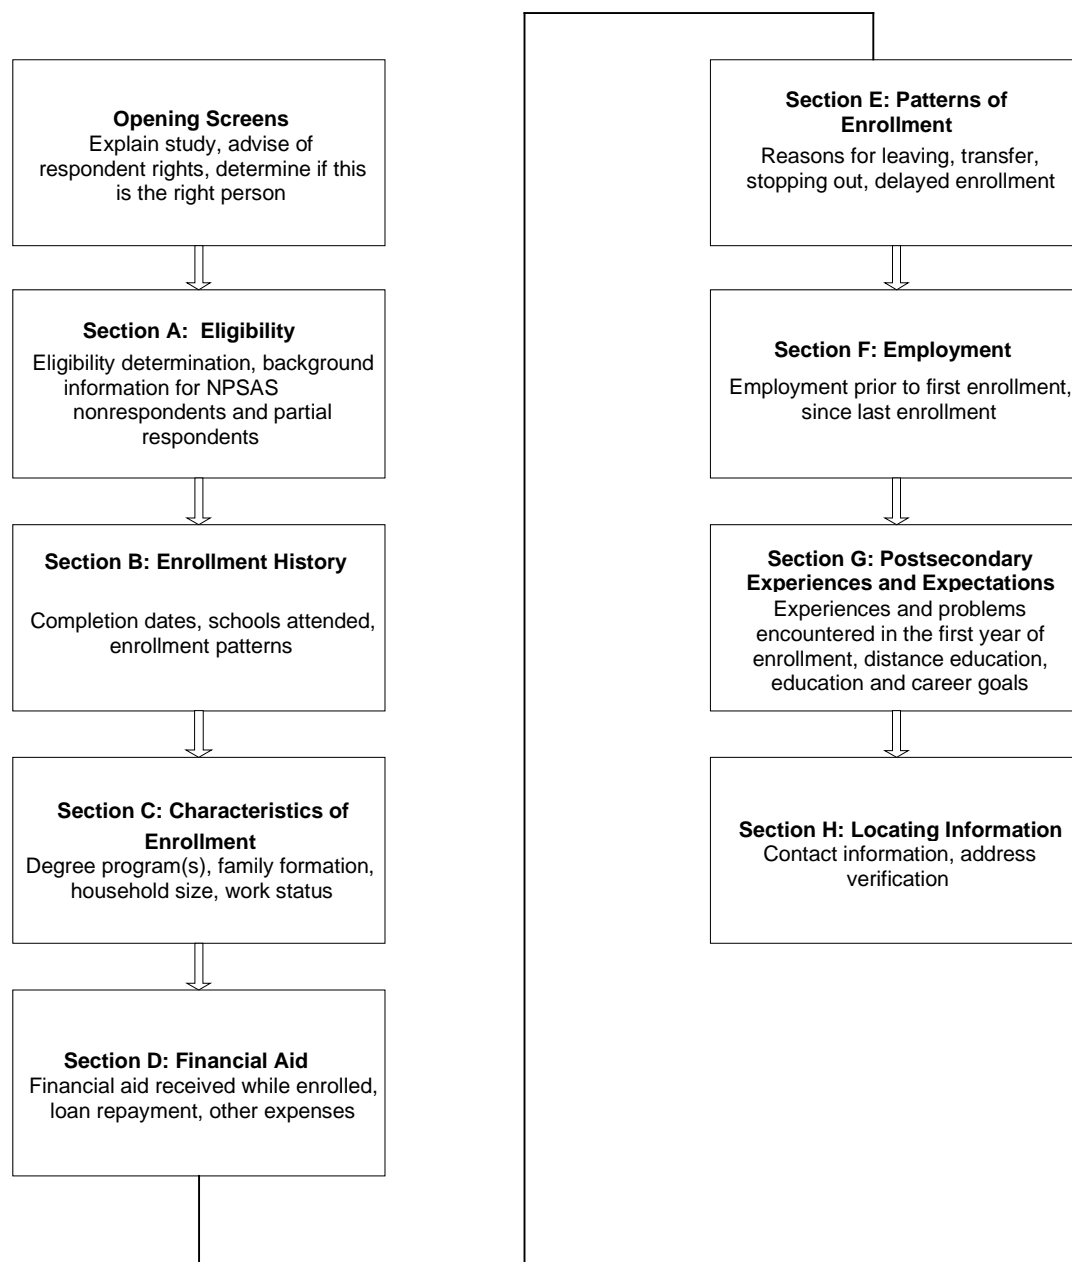 Opening Screens
Explain study, advise of
respondent rights, determine if this
is the right person
Section A:  Eligibility
Eligibility determination, background
information for NPSAS
nonrespondents and partial
respondents
Section B: Enrollment History
Completion dates, schools attended,
enrollment patterns
Section C: Characteristics of
Enrollment
Degree program(s), family formation,
household size, work status
Section D: Financial Aid
Financial aid received while enrolled,
loan repayment, other expenses
Section E: Patterns of
Enrollment
Reasons for leaving, transfer,
stopping out, delayed enrollment
Section F: Employment
Employment prior to first enrollment,
since last enrollment
Section G: Postsecondary
Experiences and Expectations
Experiences and problems
encountered in the first year of
enrollment, distance education,
education and career goals
Section H: Locating Information
Contact information, address
verification